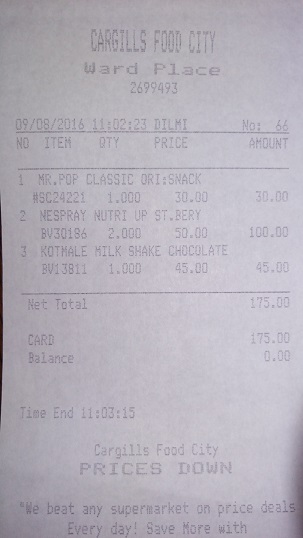 CARGILLS FOOD CITY
Ward Place
2699493
09/08/2016 11:02:23 DILMI No: 66
NO ITEM QTY PRICE AMOUNT
1 MR.POP CLASSIC ORI:SNACK
#SC24221 1.000 30.00 30.00
2 NESPRAY NUTRI UP ST.BERY
BV30186 2.000 50.00 100.00
3 KOTMALE MILK SHAKE CHOCOLATE
BV13811 1.000 45.00 45.00
Net Total 175.00
CARD 175.00
Balance 0.00
Time End 11:03:15
Cargills Food City
PRICES DOWN
"We beat any supermarket on price deals
Every day! Save More with